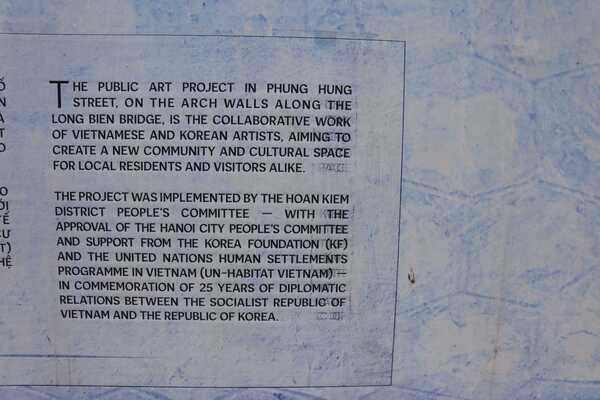 THE PUBLIC ART PROJECT IN PHUNG HUNG
STREET, ON THE ARCH WALLS ALONG THE
LONG BIEN BRIDGE, IS THE COLLABORATIVE WORK
OF VIETNAMESE AND KOREAN ARTISTS, AIMING TO
CREATE A NEW COMMUNITY AND CULTURAL SPACE
FOR LOCAL RESIDENTS AND VISITORS ALIKE.
THE PROJECT WAS IMPLEMENTED BY THE HOAN KIEM
DISTRICT PEOPLE'S COMMITTEE — WITH THE
APPROVAL OF THE HANOI CITY PEOPLE'S COMMITTEE
AND SUPPORT FROM THE KOREA FOUNDATION (KF)
AND THE UNITED NATIONS HUMAN SETTLEMENTS
PROGRAMME IN VIETNAM (UN-HABITAT VIETNAM) —
IN COMMEMORATION OF 25 YEARS OF DIPLOMATIC
RELATIONS BETWEEN THE SOCIALIST REPUBLIC OF
VIETNAM AND THE REPUBLIC OF KOREA.